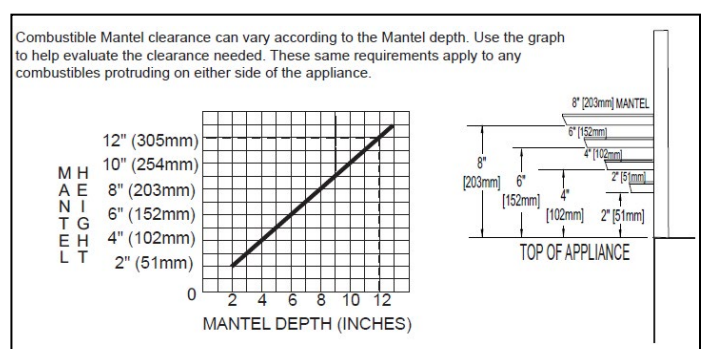 Combustible Mantel clearance can vary according to the Mantel depth. Use the graph
to help evaluate the clearance needed. These same requirements apply to any
combustibles protruding on either side of the appliance.
MANTEL
HEIGHT
12" (305mm)
10" (254mm)
8" (203mm)
6" (152mm)
4" (102mm)
2" (51mm)
0
2 4 6 8 10 12
MANTEL DEPTH (INCHES)
8" [203mm] MANTEL
6" [152mm]
4" [102mm]
2" [51mm]
8"
[203mm]
6"
[152mm]
4"
[102mm]
2" [51mm]
TOP OF APPLIANCE